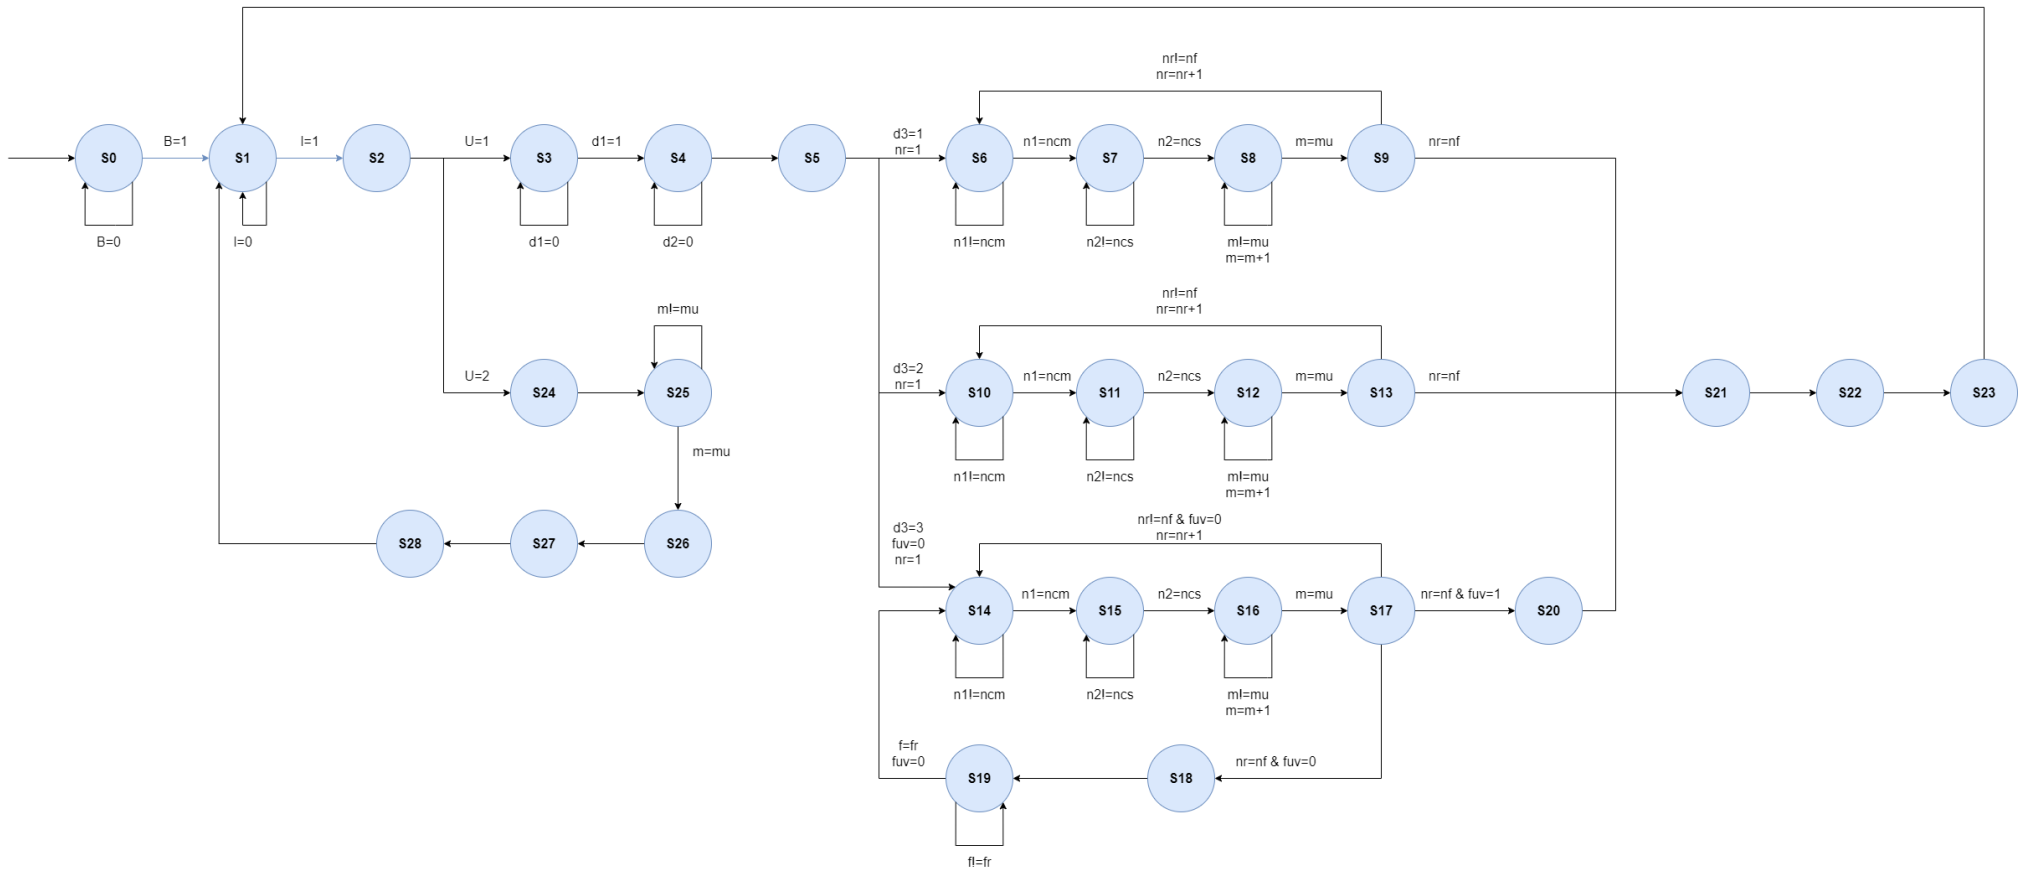 nr!=nf
nr=nr+1
B=1
I=1
U=1
d1=1
d3=1
nr=1
n1=ncm
n2=ncs
m=mu
nr=nf
S0
S1
S2
S3
S4
S5
S6
S7
S8
S9
B=0
I=0
d1=0
d2=0
n1!=ncm
n2!=ncs
m!=mu
m=m+1
nr!=nf
nr=nr+1
m!=mu
U=2
d3=2
nr=1
n1=ncm
n2=ncs
m=mu
nr=nf
S24
S25
S10
S11
S12
S13
S21
S22
S23
m=mu
n1!=ncm
n2!=ncs
m!=mu
m=m+1
S28
S27
S26
d3=3
fuv=0
nr=1
nr!=nf & fuv=0
nr=nr+1
n1=ncm
n2=ncs
m=mu
nr=nf & fuv=1
S14
S15
S16
S17
S20
n1!=ncm
n2!=ncs
m!=mu
m=m+1
f=fr
fuv=0
nr=nf & fuv=0
S19
S18
f!=fr